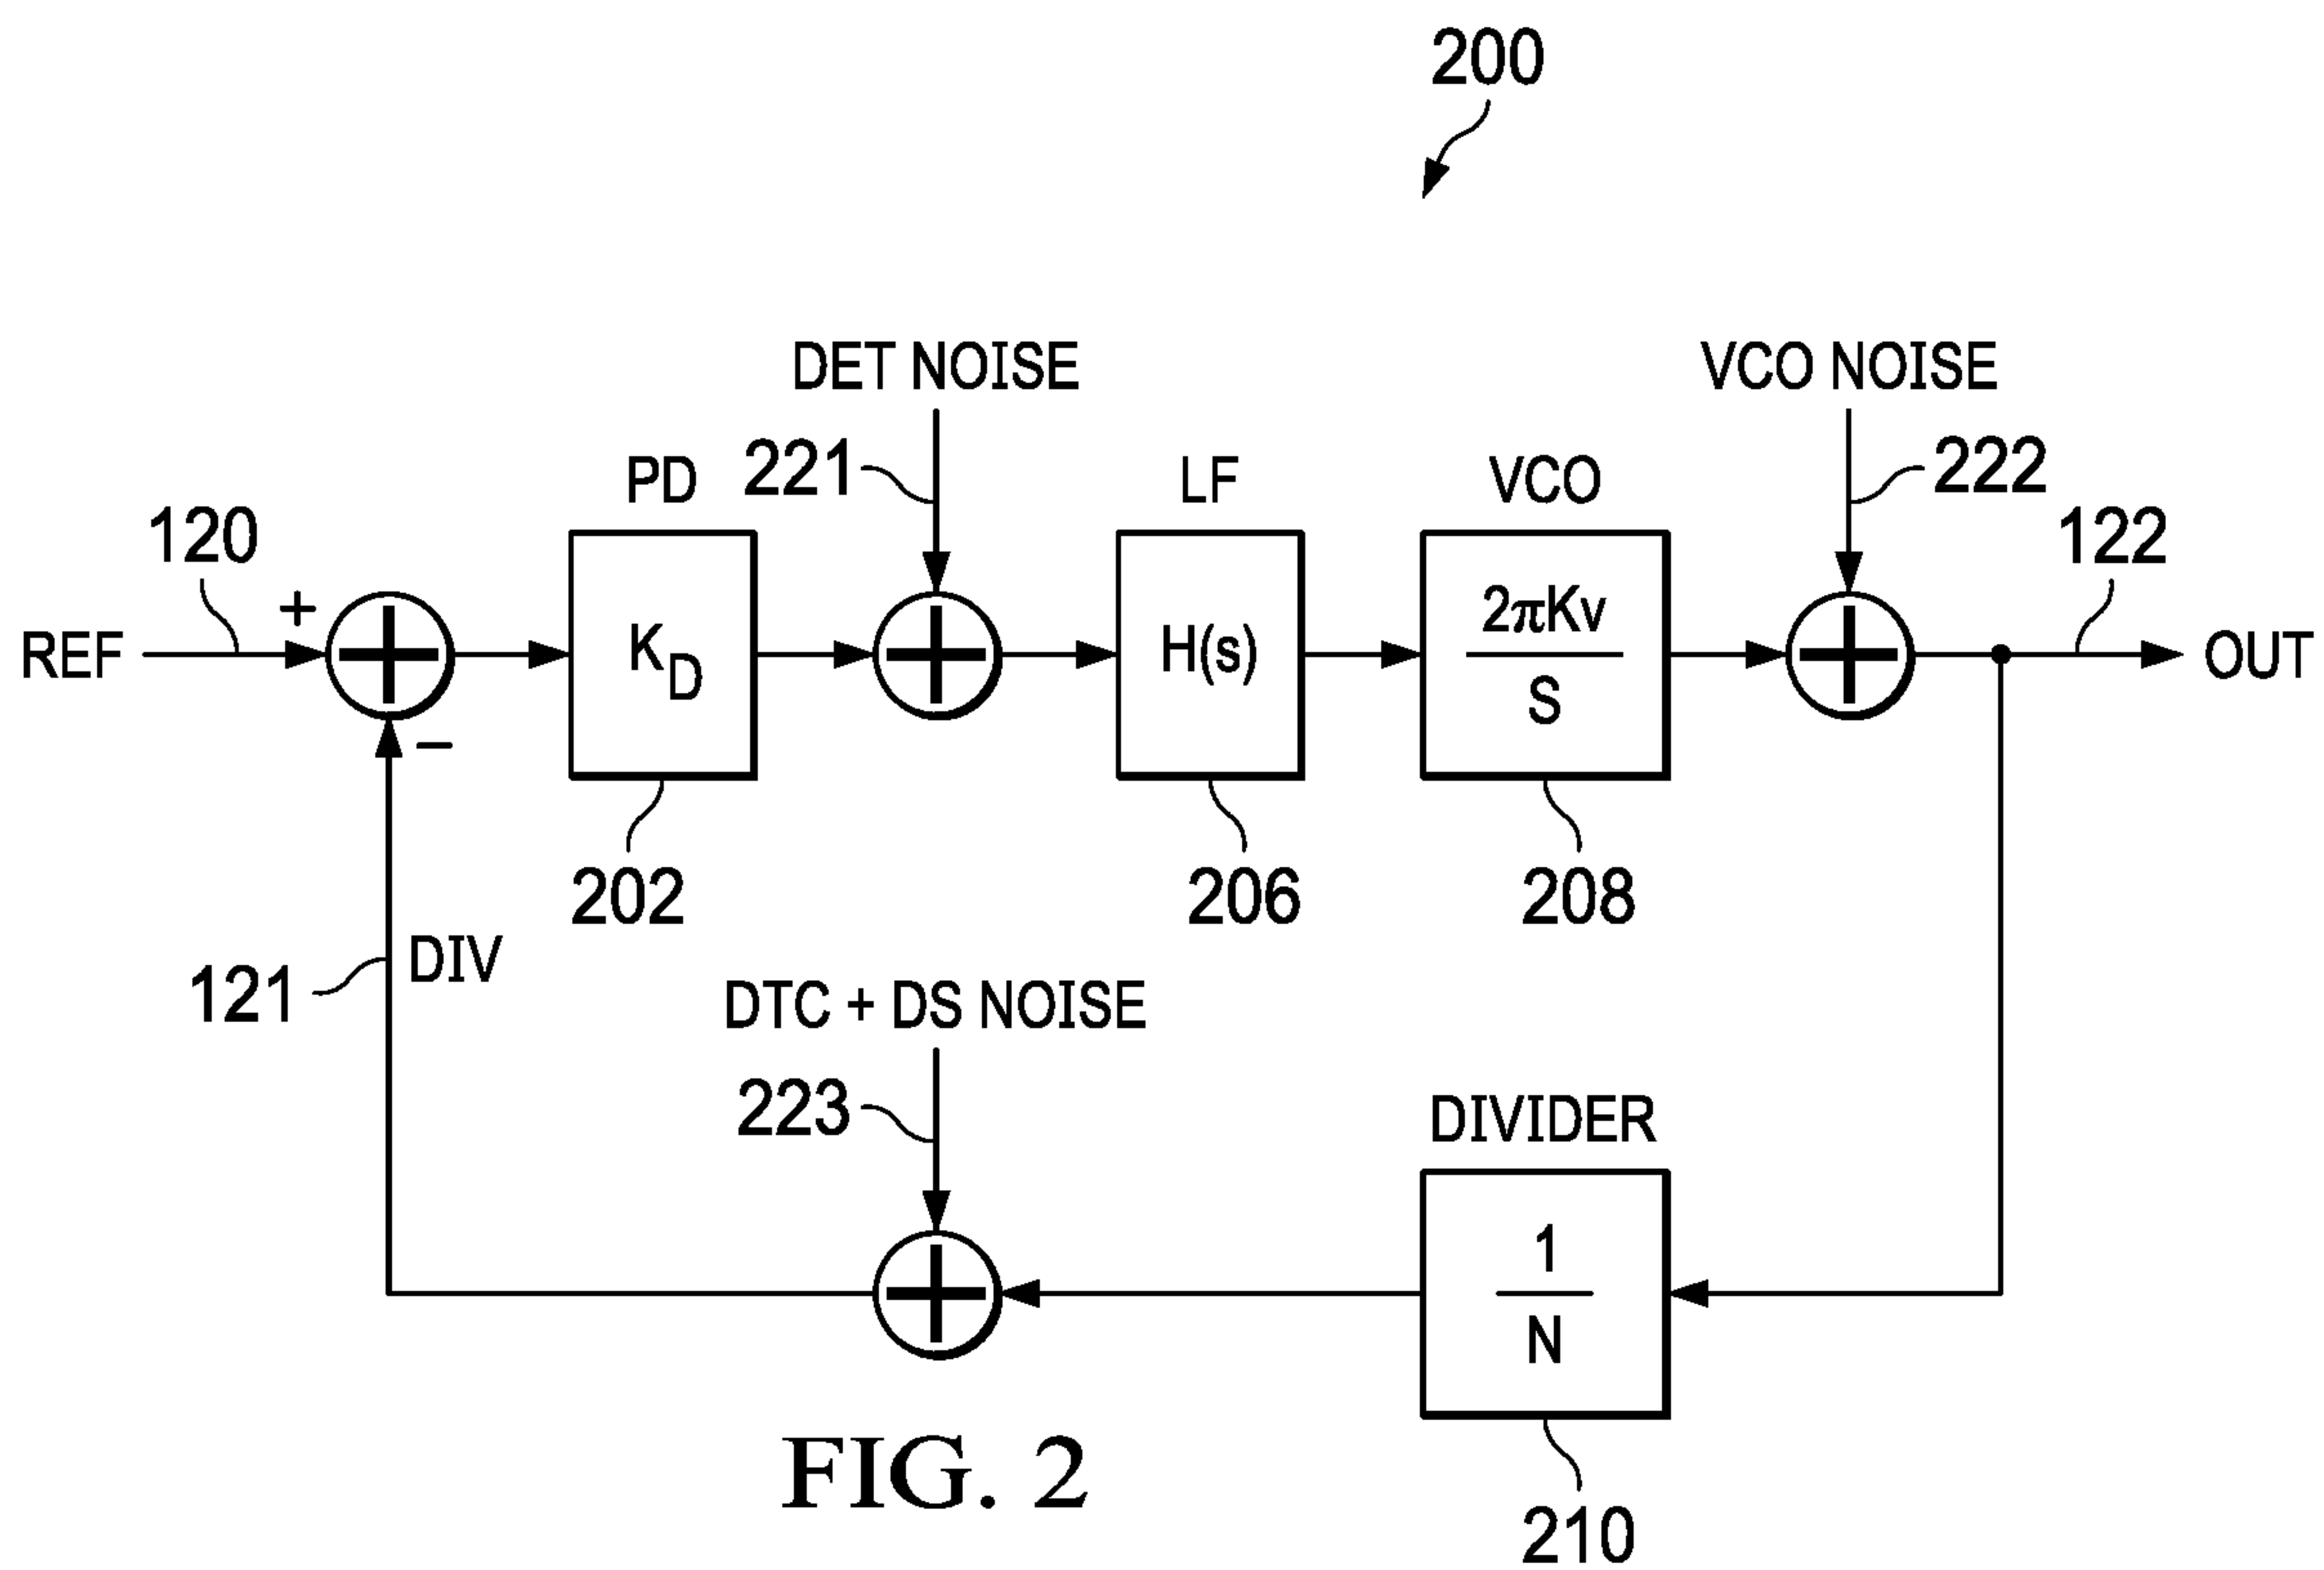 200
DET NOISE
VCO NOISE
221
222
PD
LF
VCO
120
122
+
REF
K_D
H(s)
2πKv
S
OUT
−
202
206
208
DIV
121
DTC + DS NOISE
223
DIVIDER
1
N
FIG. 2
210